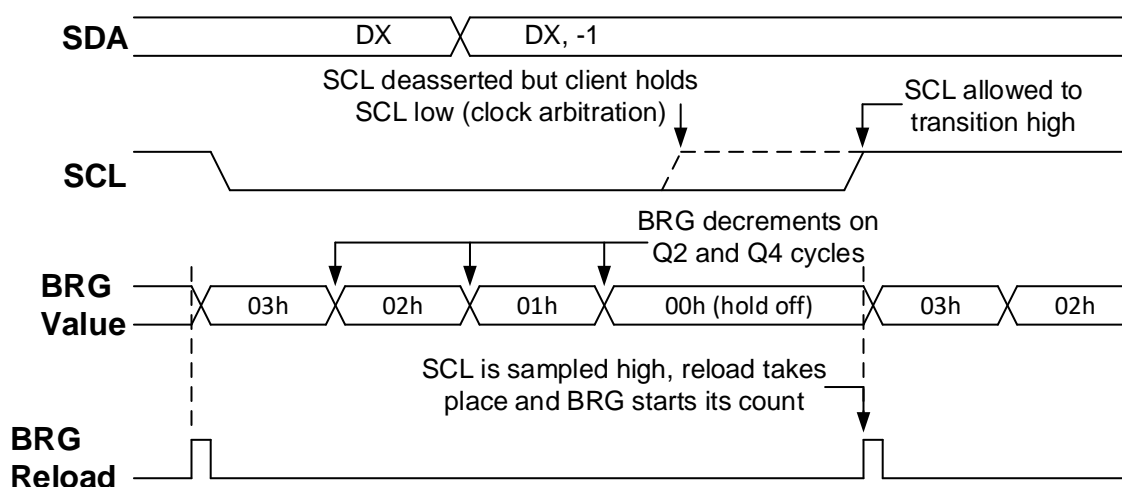 SDA
DX
DX, -1
SCL deasserted but client holds
SCL low (clock arbitration)
SCL allowed to
transition high
SCL
BRG decrements on
Q2 and Q4 cycles
BRG
Value
03h
02h
01h
00h (hold off)
03h
02h
SCL is sampled high, reload takes
place and BRG starts its count
BRG
Reload